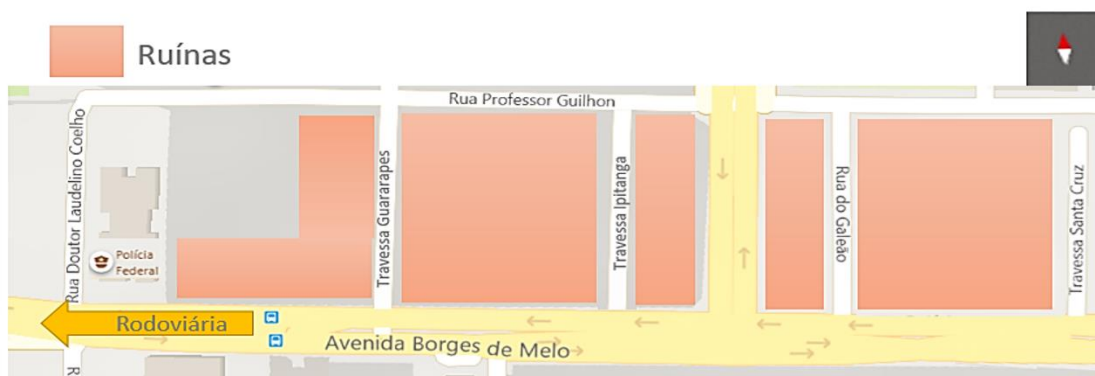 Ruínas
Rua Professor Guilhon
Rua Doutor Laudelino Coelho
Polícia
Federal
Travessa Guararapes
Travessa Ipitanga
Rua do Galeão
Travessa Santa Cruz
Rodoviária
Avenida Borges de Melo
R